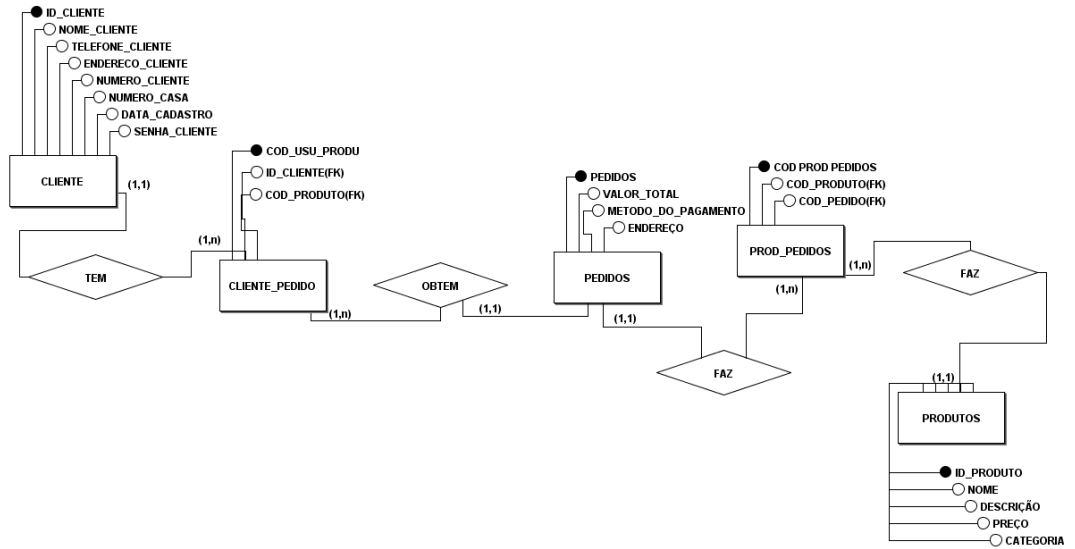 ID_CLIENTE
NOME_CLIENTE
TELEFONE_CLIENTE
ENDERECO_CLIENTE
NUMERO_CLIENTE
NUMERO_CASA
DATA_CADASTRO
SENHA_CLIENTE
CLIENTE
(1,1)
TEM
(1,n)
COD_USU_PRODU
ID_CLIENTE(FK)
COD_PRODUTO(FK)
CLIENTE_PEDIDO
(1,n)
OBTEM
(1,1)
PEDIDOS
VALOR_TOTAL
METODO_DO_PAGAMENTO
ENDEREÇO
PEDIDOS
(1,1)
FAZ
(1,n)
COD PROD PEDIDOS
COD_PRODUTO(FK)
COD_PEDIDO(FK)
PROD_PEDIDOS
(1,n)
FAZ
(1,1)
PRODUTOS
ID_PRODUTO
NOME
DESCRIÇÃO
PREÇO
CATEGORIA